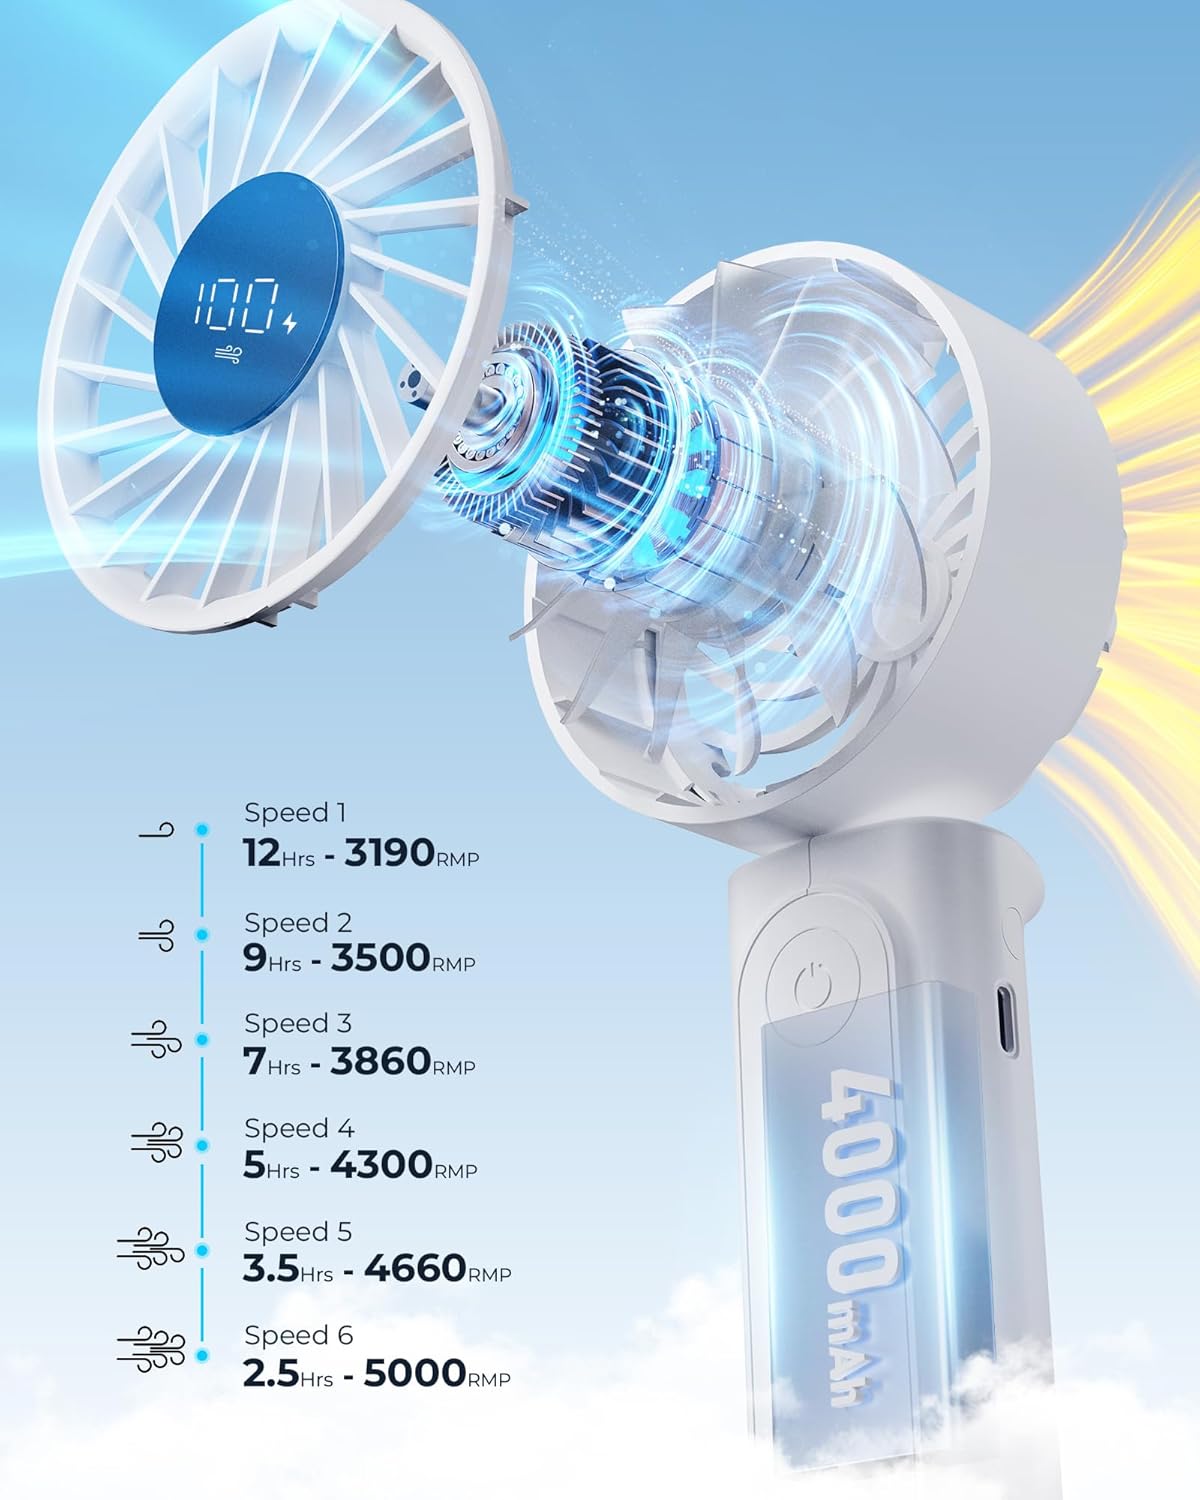 100
Speed 1
12Hrs - 3190RMP
Speed 2
9Hrs - 3500RMP
Speed 3
7Hrs - 3860RMP
Speed 4
5Hrs - 4300RMP
Speed 5
3.5Hrs - 4660RMP
Speed 6
2.5Hrs - 5000RMP
4000mAh